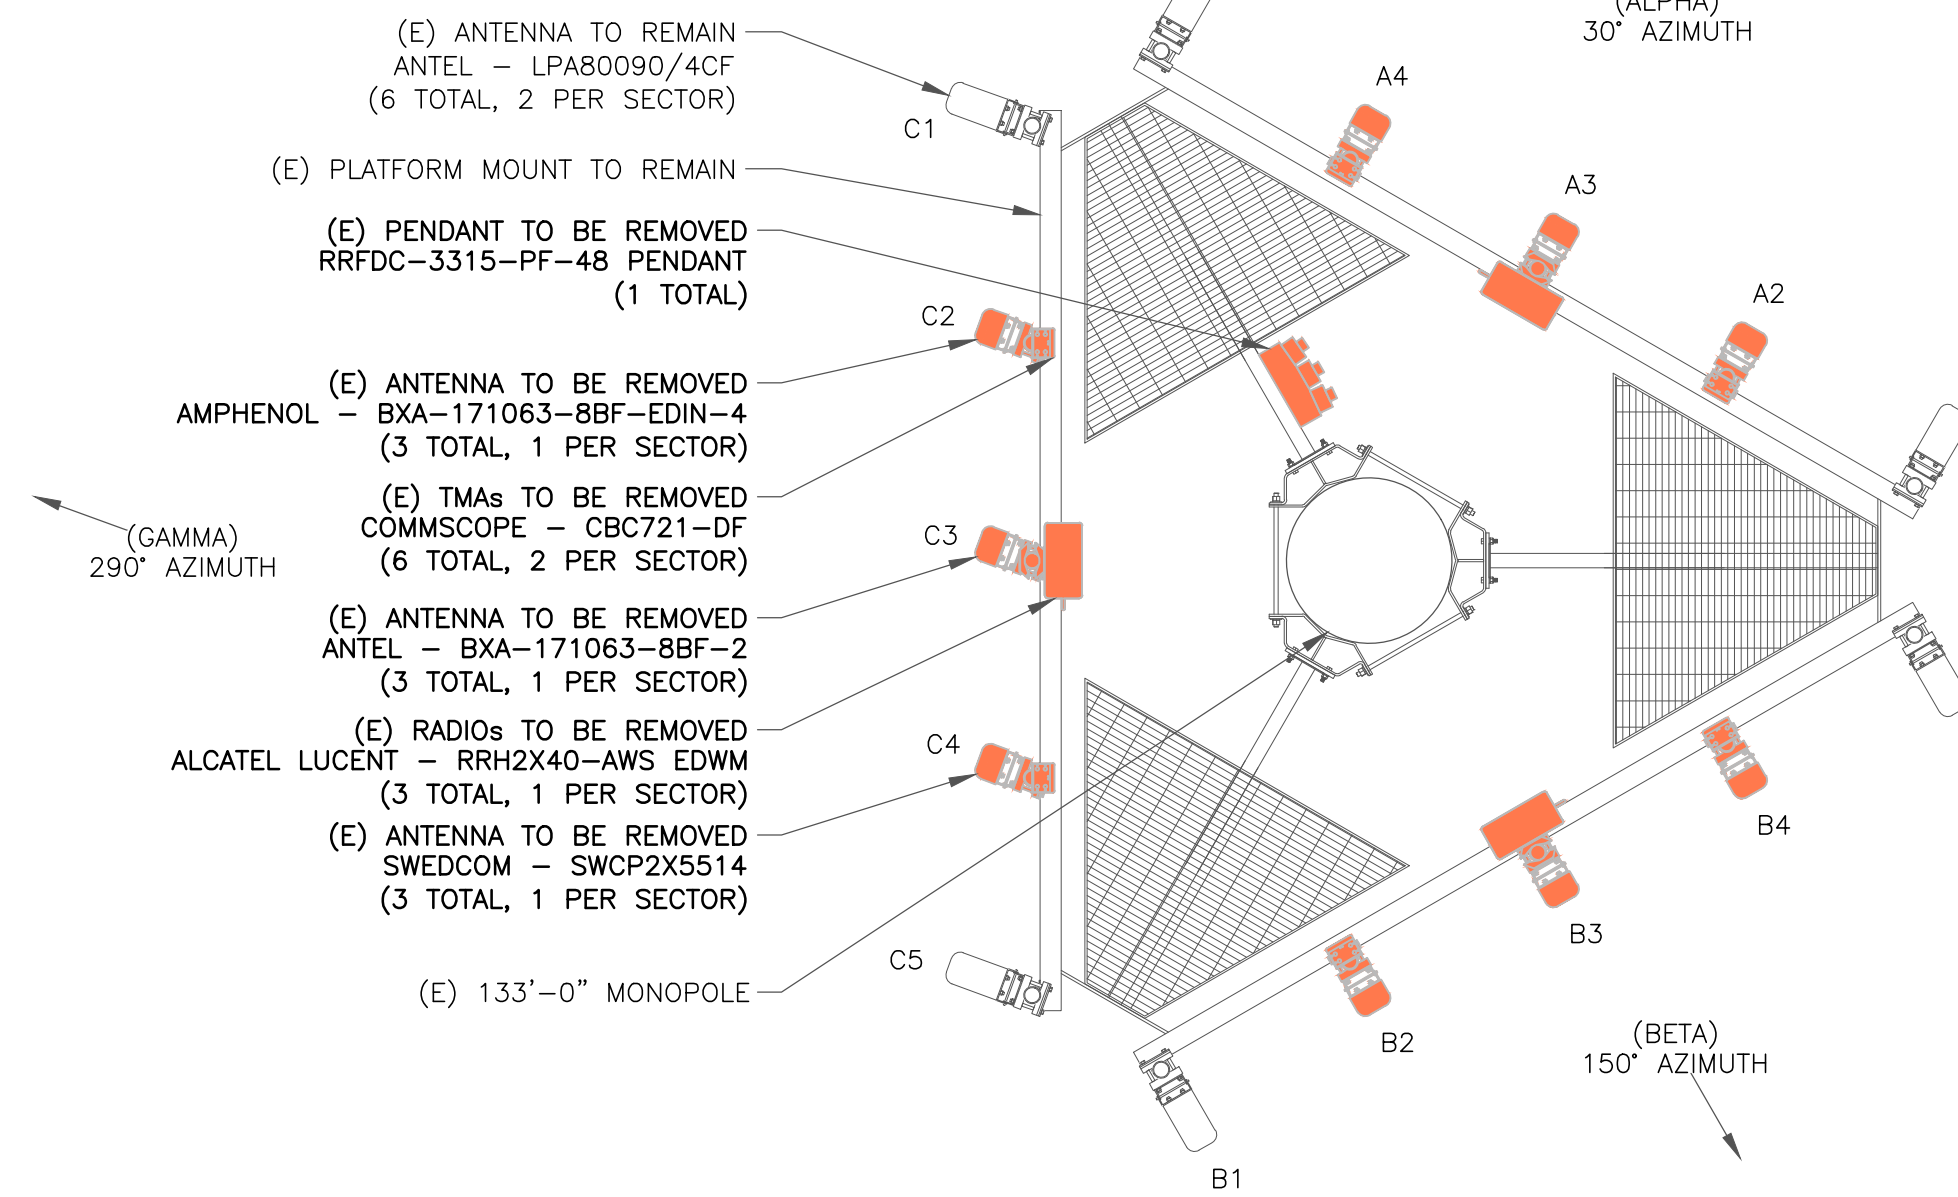 (E) ANTENNA TO REMAIN
ANTEL - LPA80090/4CF
(6 TOTAL, 2 PER SECTOR)
(E) PLATFORM MOUNT TO REMAIN
(E) PENDANT TO BE REMOVED
RRFDC-3315-PF-48 PENDANT
(1 TOTAL)
(E) ANTENNA TO BE REMOVED
AMPHENOL - BXA-171063-8BF-EDIN-4
(3 TOTAL, 1 PER SECTOR)
(E) TMAs TO BE REMOVED
COMMSCOPE - CBC721-DF
(6 TOTAL, 2 PER SECTOR)
(E) ANTENNA TO BE REMOVED
ANTEL - BXA-171063-8BF-2
(3 TOTAL, 1 PER SECTOR)
(E) RADIOs TO BE REMOVED
ALCATEL LUCENT - RRH2X40-AWS EDWM
(3 TOTAL, 1 PER SECTOR)
(E) ANTENNA TO BE REMOVED
SWEDCOM - SWCP2X5514
(3 TOTAL, 1 PER SECTOR)
(E) 133'-0" MONOPOLE
(GAMMA)
290° AZIMUTH
C1
C2
C3
C4
C5
(ALPHA)
30° AZIMUTH
A4
A3
A2
B4
B3
B2
B1
(BETA)
150° AZIMUTH